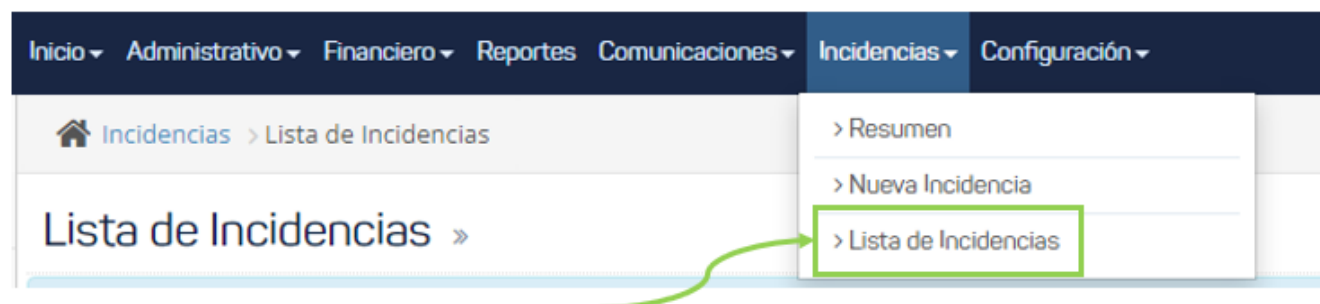 Inicio Administrativo Financiero Reportes Comunicaciones Incidencias Configuración
Incidencias > Lista de Incidencias
> Resumen
> Nueva Incidencia
> Lista de Incidencias
Lista de Incidencias »